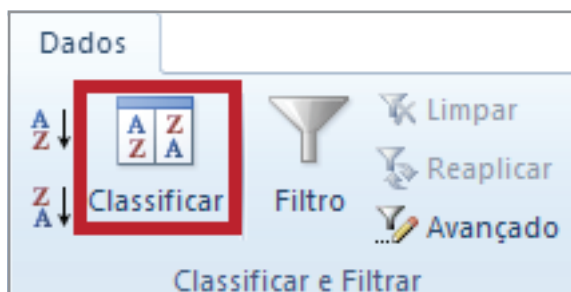 Dados
A
Z
Z
A
A Z
Z A
Classificar
Filtro
Limpar
Reaplicar
Avançado
Classificar e Filtrar